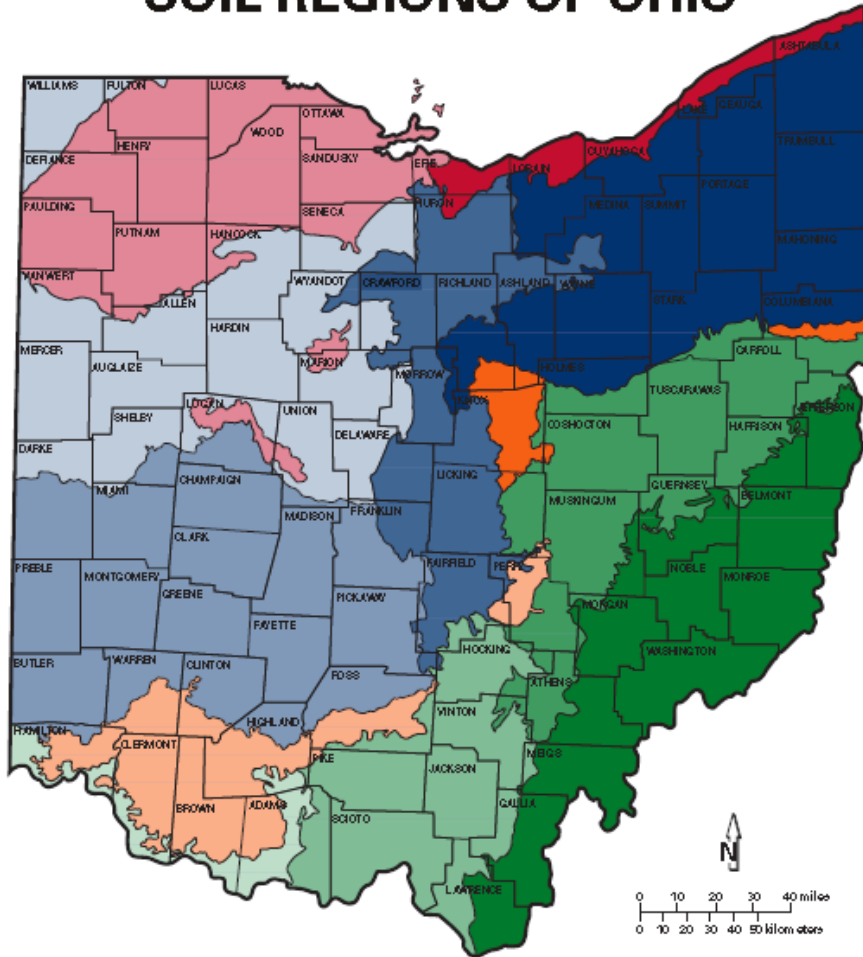 SOIL REGIONS OF OHIO
ASHTABULA
WILLIAMS
FULTON
LUCAS
LAKE
GEAUGA
OTTAWA
WOOD
HENRY
TRUMBULL
CUYAHOGA
DEFIANCE
SANDUSKY
ERIE
LORAIN
PORTAGE
PAULDING
HURON
MEDINA
SUMMIT
SENECA
PUTNAM
HANCOCK
MAHONING
VAN WERT
WYANDOT
CRAWFORD
RICHLAND
ASHLAND
WAYNE
ALLEN
STARK
COLUMBIANA
HARDIN
MERCER
CARROLL
MARION
AUGLAIZE
HOLMES
MORROW
TUSCARAWAS
KNOX
LOGAN
UNION
JEFFERSON
SHELBY
COSHOCTON
HARRISON
DELAWARE
DARKE
LICKING
CHAMPAIGN
GUERNSEY
MIAMI
BELMONT
MUSKINGUM
FRANKLIN
MADISON
CLARK
FAIRFIELD
PERRY
PREBLE
NOBLE
MONTGOMERY
MONROE
GREENE
PICKAWAY
MORGAN
FAYETTE
HOCKING
WASHINGTON
BUTLER
WARREN
CLINTON
ROSS
ATHENS
VINTON
HIGHLAND
HAMILTON
CLERMONT
MEIGS
PIKE
JACKSON
GALLIA
BROWN
ADAMS
SCIOTO
N
LAWRENCE
0 10 20 30 40 miles
0 10 20 30 40 50 kilometers